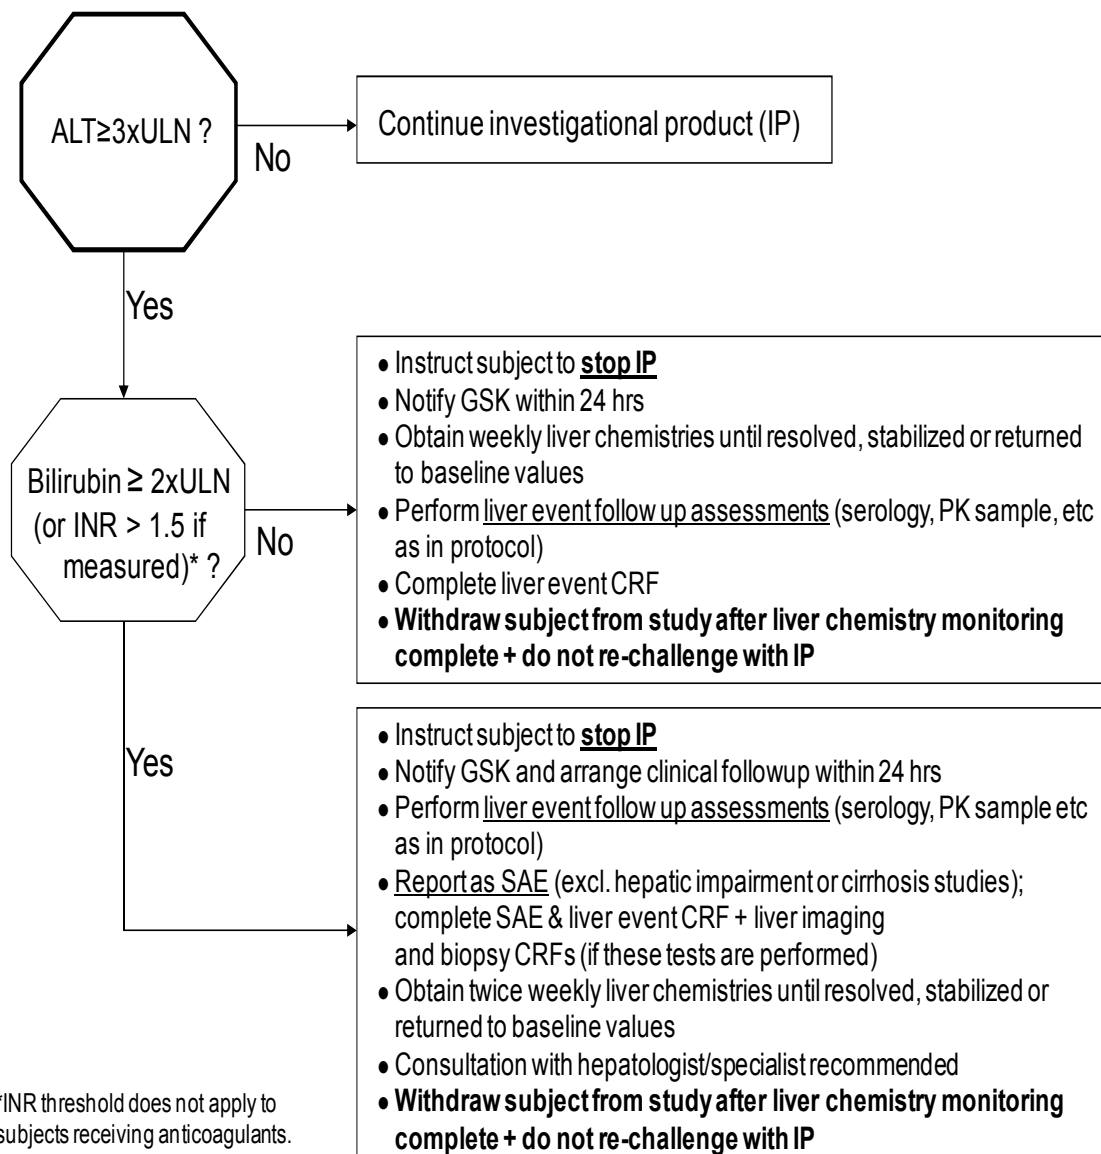 ALT≥3xULN ?
No
Continue investigational product (IP)
Yes
Bilirubin ≥ 2xULN
(or INR > 1.5 if
measured)* ?
No
• Instruct subject to stop IP
• Notify GSK within 24 hrs
• Obtain weekly liver chemistries until resolved, stabilized or returned
to baseline values
• Perform liver event follow up assessments (serology, PK sample, etc
as in protocol)
• Complete liver event CRF
• Withdraw subject from study after liver chemistry monitoring
complete + do not re-challenge with IP
Yes
• Instruct subject to stop IP
• Notify GSK and arrange clinical followup within 24 hrs
• Perform liver event follow up assessments (serology, PK sample etc
as in protocol)
• Report as SAE (excl. hepatic impairment or cirrhosis studies);
complete SAE & liver event CRF + liver imaging
and biopsy CRFs (if these tests are performed)
• Obtain twice weekly liver chemistries until resolved, stabilized or
returned to baseline values
• Consultation with hepatologist/specialist recommended
• Withdraw subject from study after liver chemistry monitoring
complete + do not re-challenge with IP
*INR threshold does not apply to
subjects receiving anticoagulants.